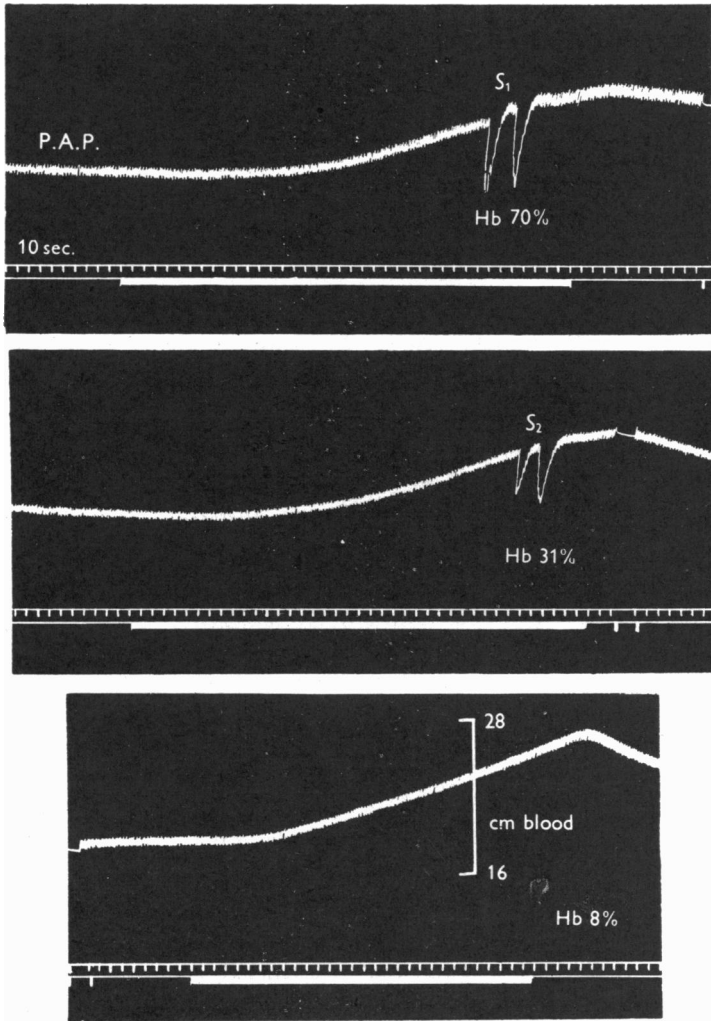 S₁
P.A.P.
Hb 70%
10 sec.
S₂
Hb 31%
28
cm blood
16
Hb 8%